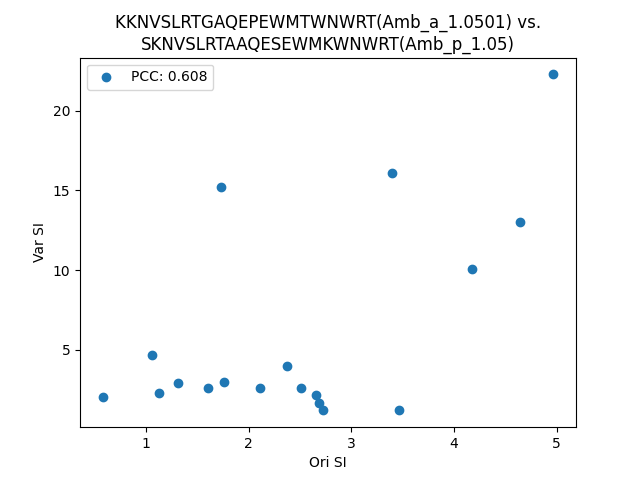 KKNVSLRTGAQEPEWMTWNWRT(Amb_a_1.0501) vs.
SKNVSLRTAAQESEWMKWNWRT(Amb_p_1.05)
PCC: 0.608
20
15
10
5
Var SI
1 2 3 4 5
Ori SI